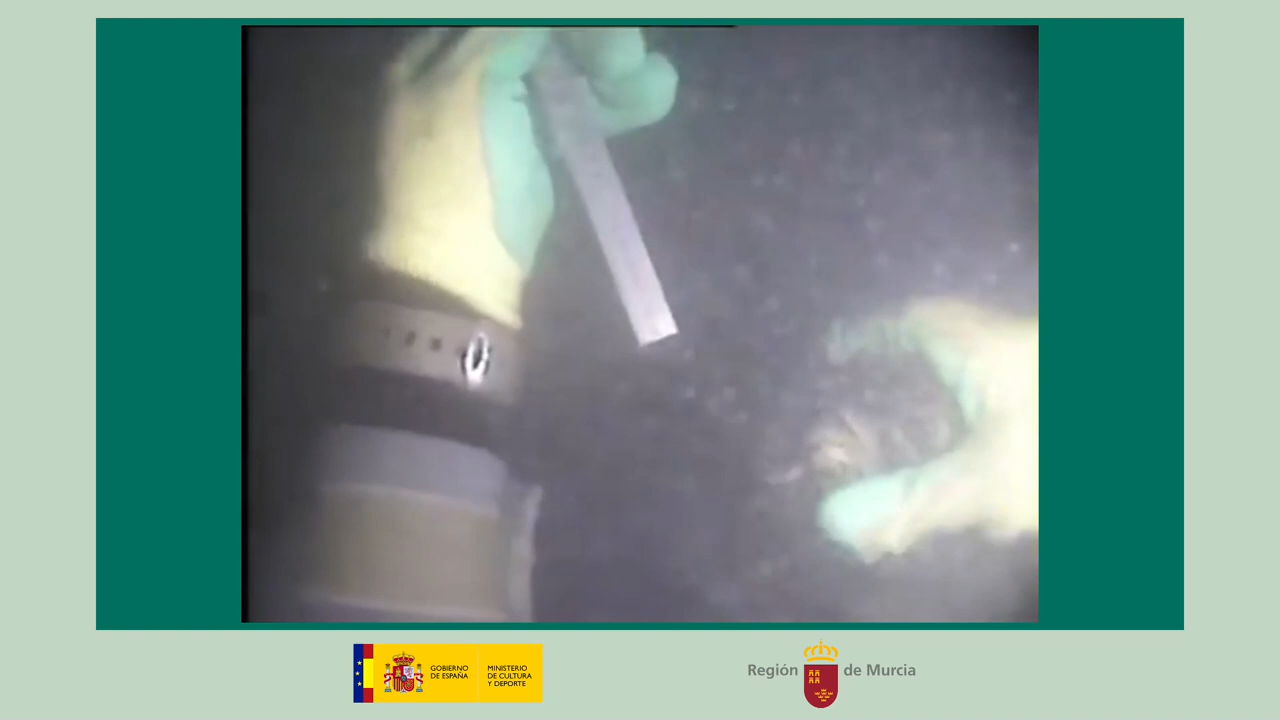 GOBIERNO
DE ESPAÑA
MINISTERIO
DE CULTURA
Y DEPORTE
Región de Murcia